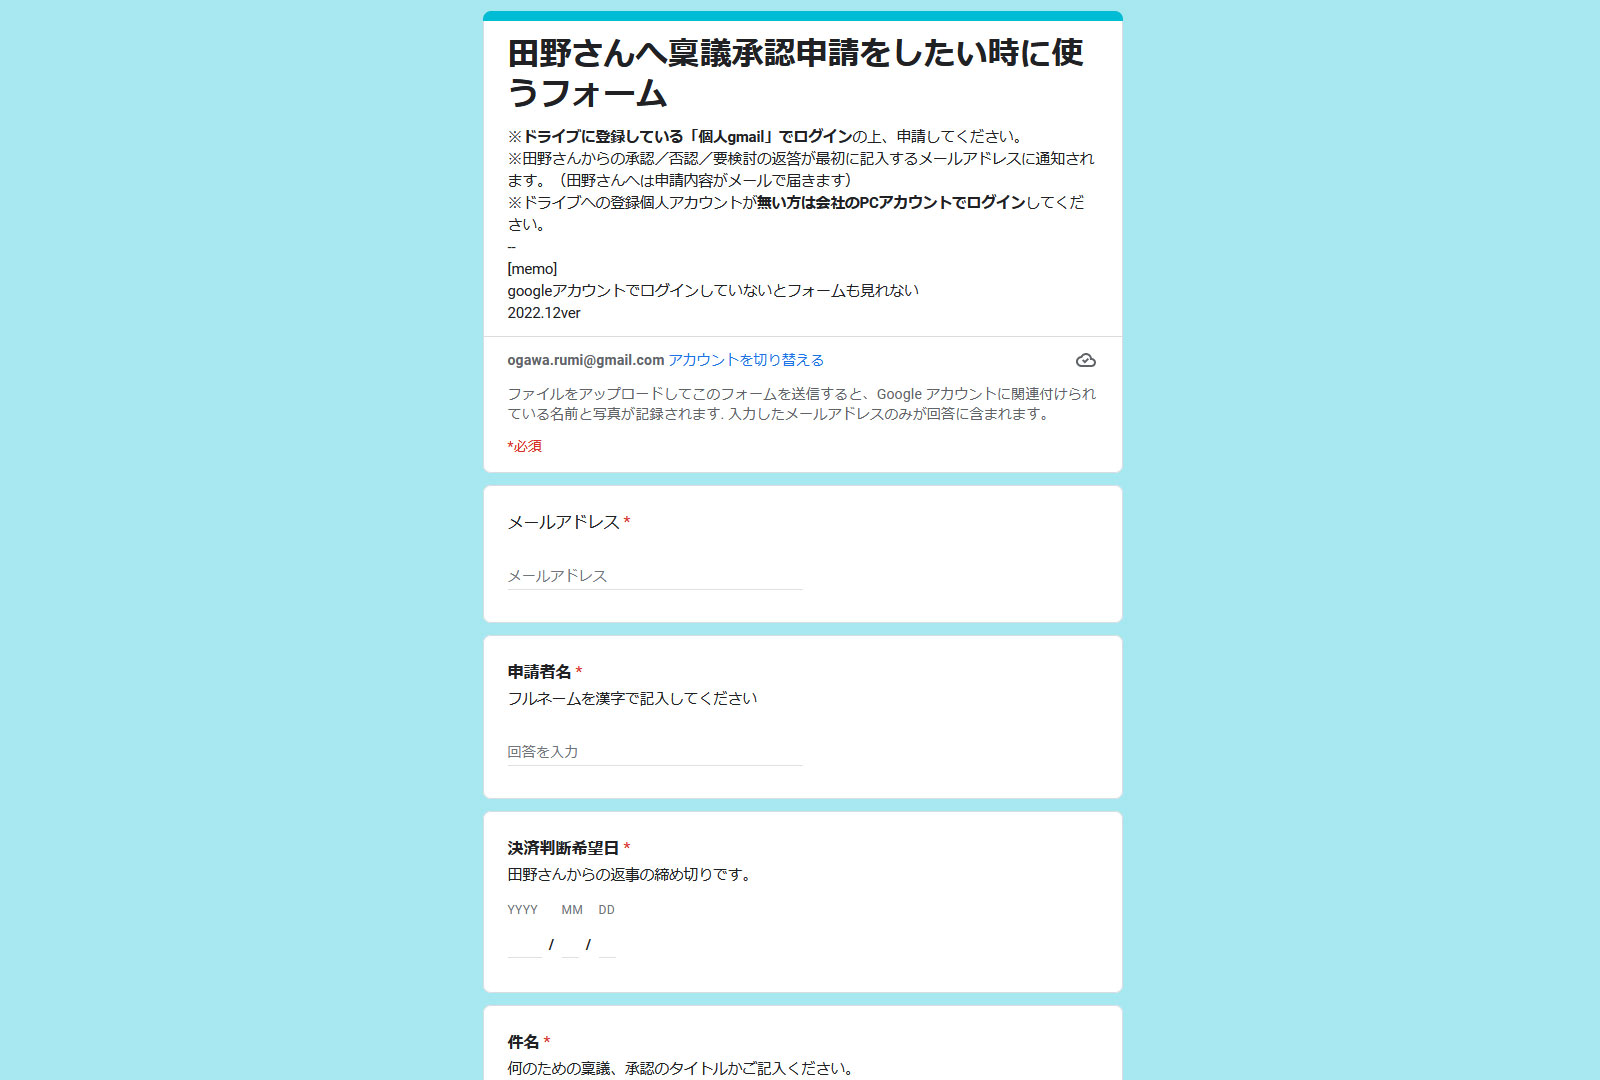 田野さんへ稟議承認申請をしたい時に使
うフォーム
※ドライブに登録している「個人gmail」でログインの上、申請してください。
※田野さんからの承認／否認／要検討の返答が最初に記入するメールアドレスに通知され
ます。（田野さんへは申請内容がメールで届きます）
※ドライブへの登録個人アカウントが無い方は会社のPCアカウントでログインしてくだ
さい。
--
[memo]
googleアカウントでログインしていないとフォームも見れない
2022.12ver
ogawa.rumi@gmail.com アカウントを切り替える
ファイルをアップロードしてこのフォームを送信すると、Google アカウントに関連付けられ
ている名前と写真が記録されます. 入力したメールアドレスのみが回答に含まれます。
*必須
メールアドレス *
メールアドレス
申請者名 *
フルネームを漢字で記入してください
回答を入力
決済判断希望日 *
田野さんからの返事の締め切りです。
YYYY MM DD
/ /
件名 *
何のための稟議、承認のタイトルかご記入ください。